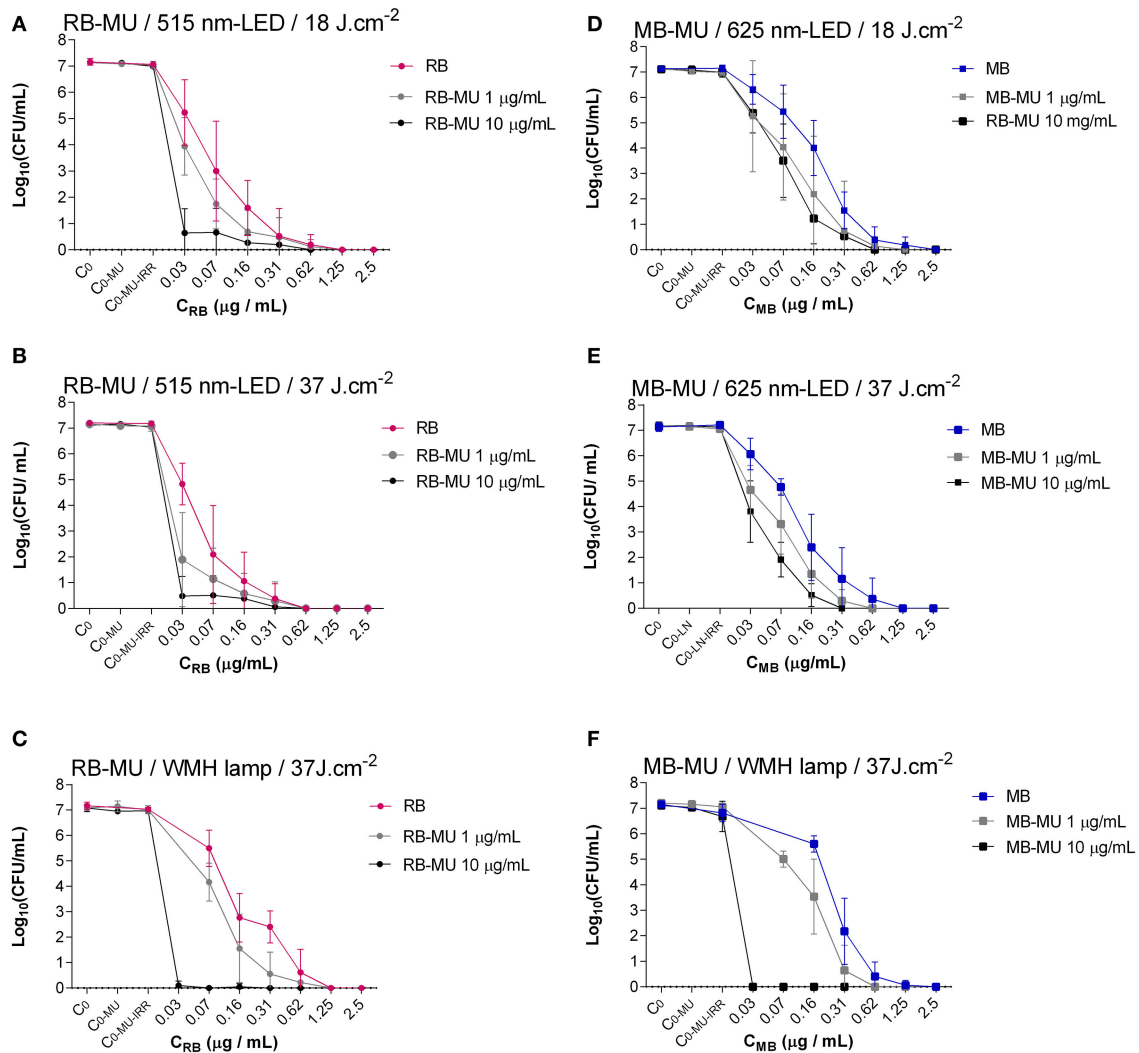 A
RB-MU / 515 nm-LED / 18 J.cm-2
Log10(CFU/mL)
8
7
6
5
4
3
2
1
0
C0
C0-MU
C0-MU-IRR
0.03
0.07
0.16
0.31
0.62
1.25
2.5
CRB (μg / mL)
RB
RB-MU 1 μg/mL
RB-MU 10 μg/mL
D
MB-MU / 625 nm-LED / 18 J.cm-2
Log10(CFU/mL)
8
7
6
5
4
3
2
1
0
C0
C0-MU
C0-MU-IRR
0.03
0.07
0.16
0.31
0.62
1.25
2.5
CMB (μg / mL)
MB
MB-MU 1 μg/mL
RB-MU 10 mg/mL
B
RB-MU / 515 nm-LED / 37 J.cm-2
Log10(CFU/ mL)
8
7
6
5
4
3
2
1
0
C0
C0-MU
C0-MU-IRR
0.03
0.07
0.16
0.31
0.62
1.25
2.5
CRB (μg/mL)
RB
RB-MU 1 μg/mL
RB-MU 10 μg/mL
E
MB-MU / 625 nm-LED / 37 J.cm-2
Log10(CFU/ mL)
8
7
6
5
4
3
2
1
0
C0
C0-LN
C0-LN-IRR
0.03
0.07
0.16
0.31
0.62
1.25
2.5
CMB (μg/mL)
MB
MB-MU 1 μg/mL
MB-MU 10 μg/mL
C
RB-MU / WMH lamp / 37J.cm-2
Log10(CFU/mL)
8
7
6
5
4
3
2
1
0
C0
C0-MU
C0-MU-IRR
0.03
0.07
0.16
0.31
0.62
1.25
2.5
CRB (μg / mL)
RB
RB-MU 1 μg/mL
RB-MU 10 μg/mL
F
MB-MU / WMH lamp / 37J.cm-2
Log10(CFU/mL)
8
7
6
5
4
3
2
1
0
C0
C0-MU
C0-MU-IRR
0.03
0.07
0.16
0.31
0.62
1.25
2.5
CMB (μg / mL)
MB
MB-MU 1 μg/mL
MB-MU 10 μg/mL